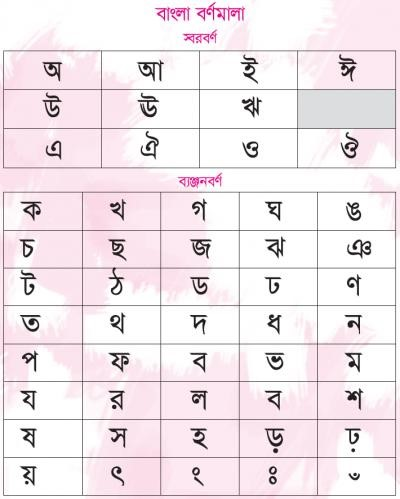 বাংলা বর্ণমালা
স্বরবর্ণ
অ আ ই ঈ
উ ঊ ঋ
এ ঐ ও ঔ
ব্যঞ্জনবর্ণ
ক খ গ ঘ ঙ
চ ছ জ ঝ ঞ
ট ঠ ড ঢ ণ
ত থ দ ধ ন
প ফ ব ভ ম
য র ল ব শ
ষ স হ ড় ঢ়
য় ৎ ং ঃ ঁ